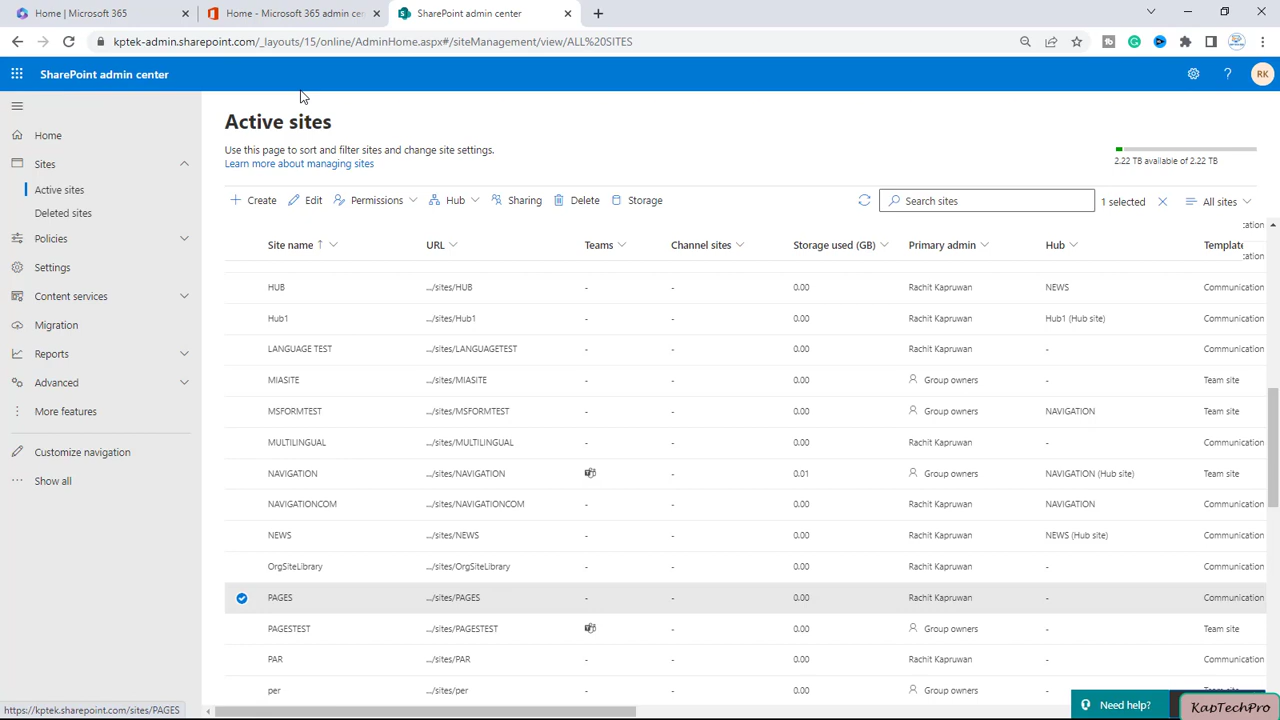 Home | Microsoft 365
Home - Microsoft 365 admin cen
SharePoint admin center
kptek-admin.sharepoint.com/_layouts/15/online/AdminHome.aspx#/siteManagement/view/ALL%20SITES
SharePoint admin center
RK
Home
Sites
Active sites
Deleted sites
Policies
Settings
Content services
Migration
Reports
Advanced
More features
Customize navigation
Show all
Active sites
Use this page to sort and filter sites and change site settings.
Learn more about managing sites
2.22 TB available of 2.22 TB
Create Edit Permissions Hub Sharing Delete Storage Search sites 1 selected All sites
Site name URL Teams Channel sites Storage used (GB) Primary admin Hub Template
cation
cation
HUB .../sites/HUB - - 0.00 Rachit Kapruwan NEWS Communication
Hub1 .../sites/Hub1 - - 0.00 Rachit Kapruwan Hub1 (Hub site) Communication
LANGUAGE TEST .../sites/LANGUAGETEST - - 0.00 Rachit Kapruwan - Communication
MIASITE .../sites/MIASITE - - 0.00 Group owners - Team site
MSFORMTEST .../sites/MSFORMTEST - - 0.00 Group owners NAVIGATION Team site
MULTILINGUAL .../sites/MULTILINGUAL - - 0.00 Rachit Kapruwan - Communication
NAVIGATION .../sites/NAVIGATION - 0.01 Group owners NAVIGATION (Hub site) Team site
NAVIGATIONCOM .../sites/NAVIGATIONCOM - - 0.00 Rachit Kapruwan NAVIGATION Communication
NEWS .../sites/NEWS - - 0.00 Rachit Kapruwan NEWS (Hub site) Communication
OrgSiteLibrary .../sites/OrgSiteLibrary - - 0.00 Rachit Kapruwan - Communication
PAGES .../sites/PAGES - - 0.00 Rachit Kapruwan - Communication
PAGESTEST .../sites/PAGESTEST - 0.00 Group owners - Team site
PAR .../sites/PAR - - 0.00 Rachit Kapruwan - Communication
per .../sites/per - - 0.00 Group owners -
https://kptek.sharepoint.com/sites/PAGES
Need help?
KapTechPro